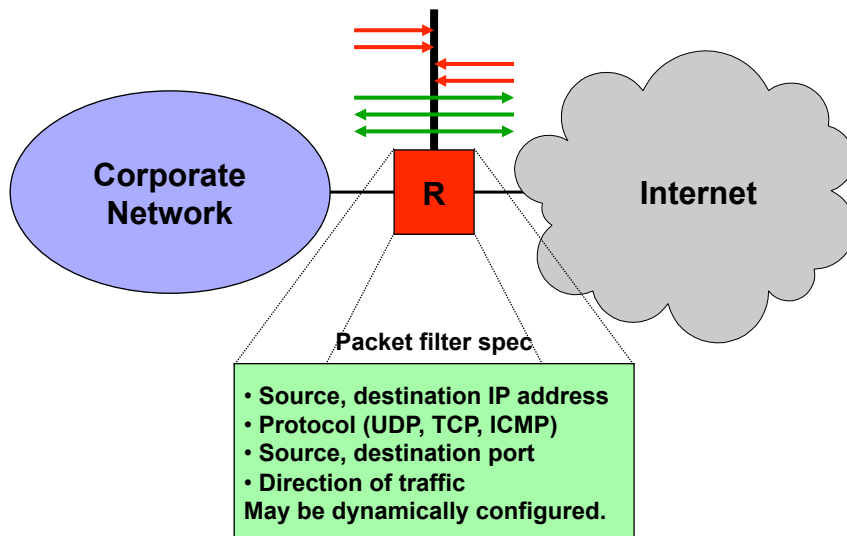 Corporate
Network
R
Internet
Packet filter spec
• Source, destination IP address
• Protocol (UDP, TCP, ICMP)
• Source, destination port
• Direction of traffic
May be dynamically configured.